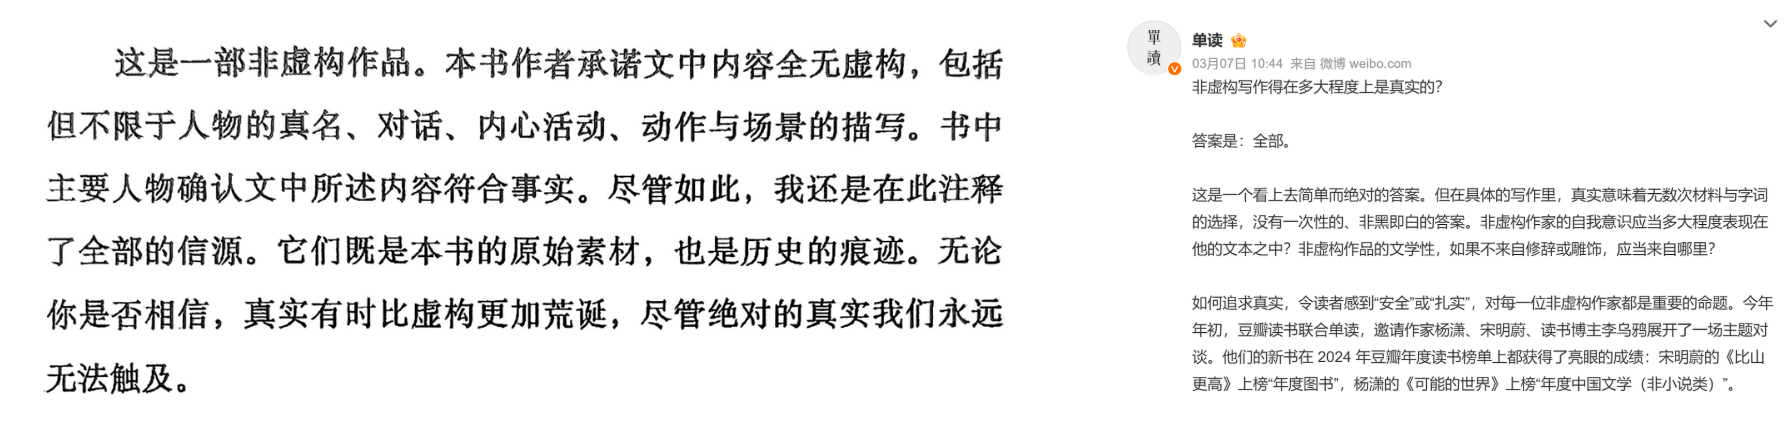 这是一部非虚构作品。本书作者承诺文中内容全无虚构，包括
但不限于人物的真名、对话、内心活动、动作与场景的描写。书中
主要人物确认文中所述内容符合事实。尽管如此，我还是在此注释
了全部的信源。它们既是本书的原始素材，也是历史的痕迹。无论
你是否相信，真实有时比虚构更加荒诞，尽管绝对的真实我们永远
无法触及。
單讀
单读
03月07日 10:44 来自 微博 weibo.com
非虚构写作得在多大程度上是真实的？
答案是：全部。
这是一个看上去简单而绝对的答案。但在具体的写作里，真实意味着无数次材料与字词
的选择，没有一次性的、非黑即白的答案。非虚构作家的自我意识应当多大程度表现在
他的文本之中？非虚构作品的文学性，如果不来自修辞或雕饰，应当来自哪里？
如何追求真实，令读者感到“安全”或“扎实”，对每一位非虚构作家都是重要的命题。今年
年初，豆瓣读书联合单读，邀请作家杨潇、宋明蔚、读书博主李乌鸦展开了一场主题对
谈。他们的新书在 2024 年豆瓣年度读书榜单上都获得了亮眼的成绩：宋明蔚的《比山
更高》上榜“年度图书”，杨潇的《可能的世界》上榜“年度中国文学（非小说类）”。